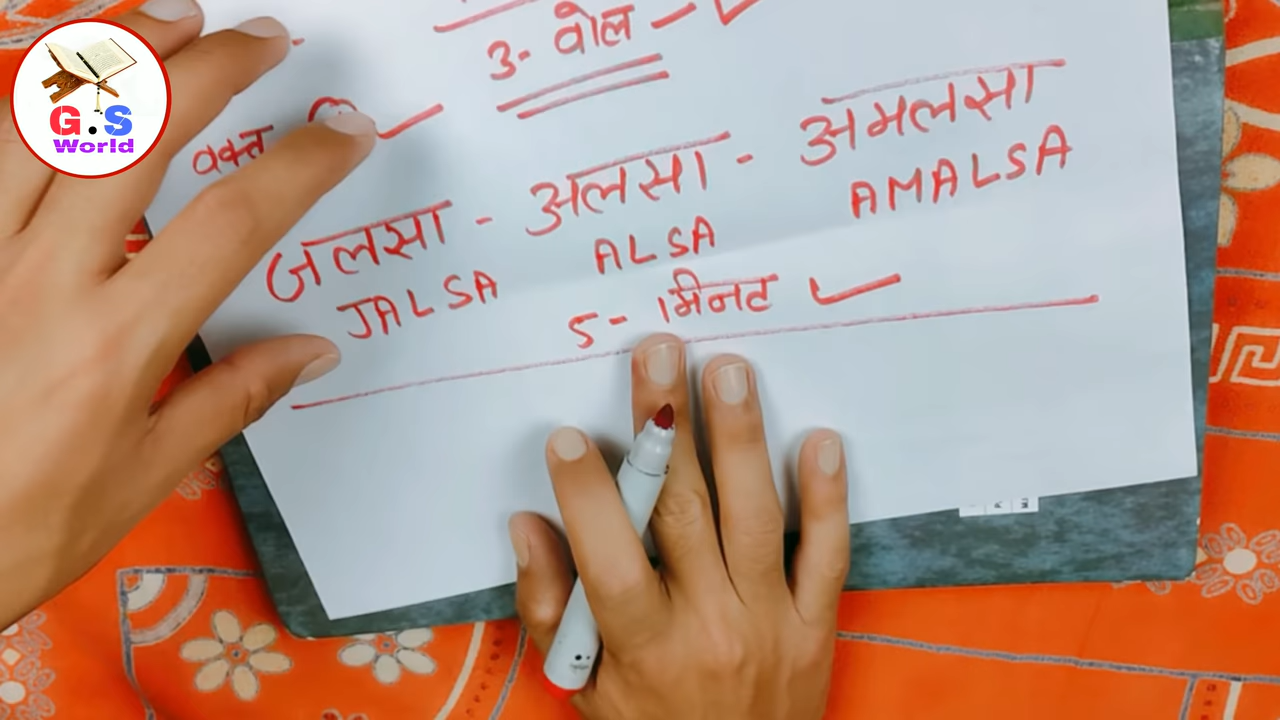 G.S
World
3- वोल
वक्त
जलसा - अलसा - अमलसा
JALSA ALSA AMALSA
5- मिनट